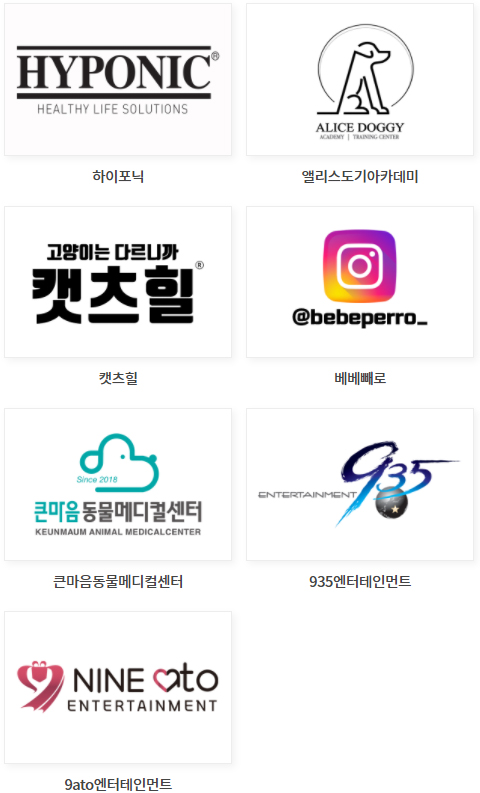 HYPONIC®
HEALTHY LIFE SOLUTIONS
하이포닉
ALICE DOGGY
ACADEMY | TRAINING CENTER
앨리스도기아카데미
고양이는 다르니까
캣츠힐®
캣츠힐
@bebeperro_
베베빼로
Since 2018
큰마음동물메디컬센터
KEUNMAUM ANIMAL MEDICALCENTER
큰마음동물메디컬센터
935
ENTERTAINMENT
935엔터테인먼트
NINE ato
ENTERTAINMENT
9ato엔터테인먼트